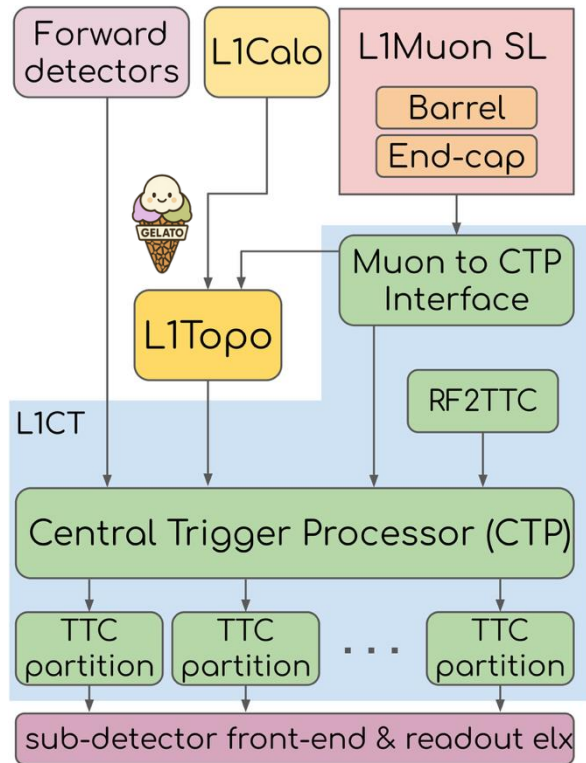 Forward
detectors
L1Calo
L1Muon SL
Barrel
End-cap
GELATO
Muon to CTP
Interface
L1Topo
RF2TTC
L1CT
Central Trigger Processor (CTP)
TTC
partition
TTC
partition
. . .
TTC
partition
sub-detector front-end & readout elx